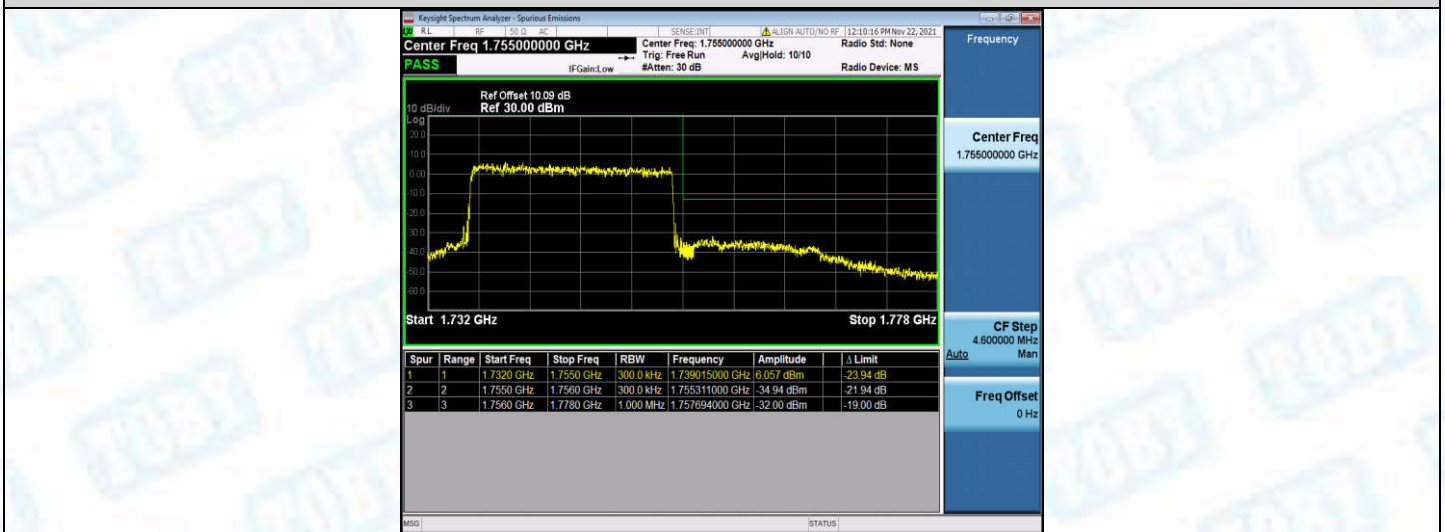 Keysight Spectrum Analyzer - Spurious Emissions
RL RF 50 Ω AC SENSE:INT ALIGN AUTO/NO RF 12:10:16 PM Nov 22, 2021
Center Freq 1.755000000 GHz Center Freq: 1.755000000 GHz Radio Std: None Frequency
Trig: Free Run Avg|Hold: 10/10
PASS IFGain:Low #Atten: 30 dB Radio Device: MS
Ref Offset 10.09 dB
10 dB/div Ref 30.00 dBm
Log
20.0
10.0
0.00
-10.0
-20.0
-30.0
-40.0
-50.0
-60.0
Start 1.732 GHz Stop 1.778 GHz
Center Freq
1.755000000 GHz
CF Step
4.600000 MHz
Auto Man
Freq Offset
0 Hz
Spur Range Start Freq Stop Freq RBW Frequency Amplitude Δ Limit
1 1 1.7320 GHz 1.7550 GHz 300.0 kHz 1.739015000 GHz 6.057 dBm -23.94 dB
2 2 1.7550 GHz 1.7560 GHz 300.0 kHz 1.755311000 GHz -34.94 dBm -21.94 dB
3 3 1.7560 GHz 1.7780 GHz 1.000 MHz 1.757694000 GHz -32.00 dBm -19.00 dB
MSG STATUS